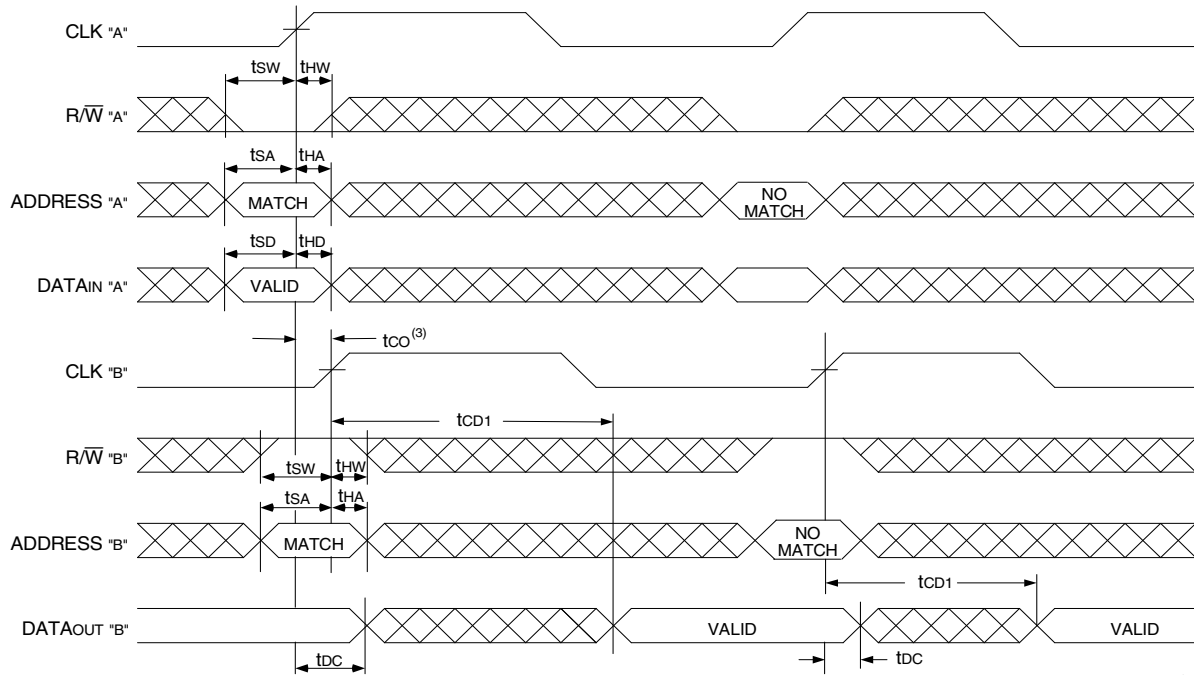 CLK "A"
tSW tHW
R/W̅ "A"
tSA tHA
ADDRESS "A" MATCH NO MATCH
tSD tHD
DATAIN "A" VALID
tCO(3)
CLK "B"
tCD1
R/W̅ "B"
tSW tHW
tSA tHA
ADDRESS "B" MATCH NO MATCH
tCD1
DATAOUT "B" VALID VALID
tDC tDC